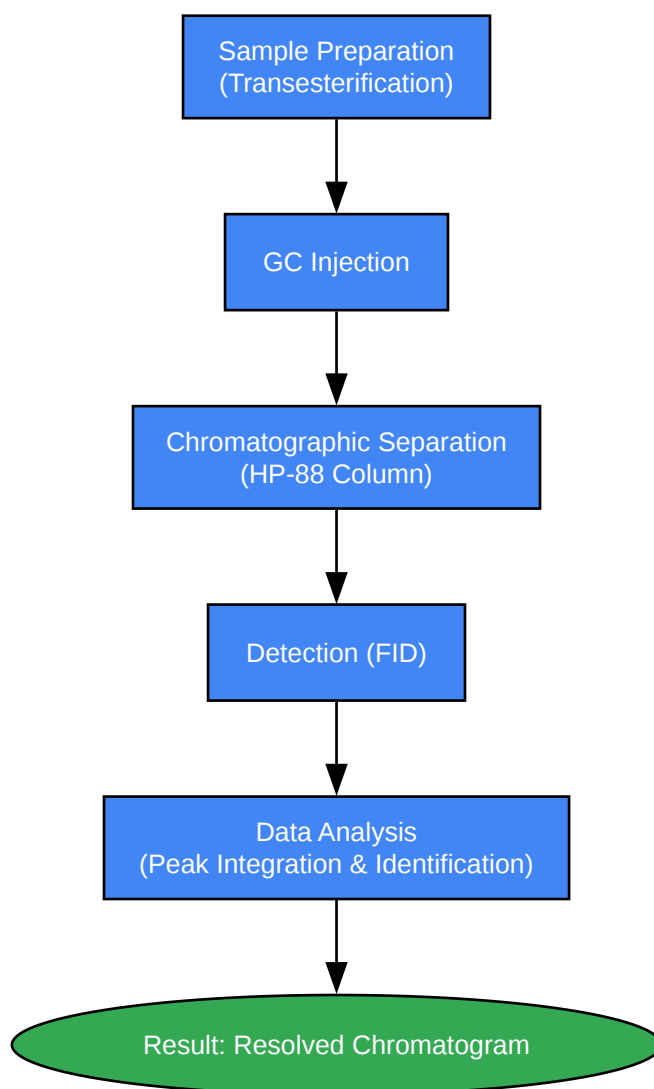 Sample Preparation
(Transesterification)
GC Injection
Chromatographic Separation
(HP-88 Column)
Detection (FID)
Data Analysis
(Peak Integration & Identification)
Result: Resolved Chromatogram